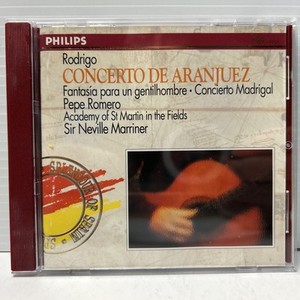 PHILIPS
Rodrigo
CONCERTO DE ARANJUEZ
Fantasía para un gentilhombre · Concierto Madrigal
Pepe Romero
Academy of St Martin in the Fields
Sir Neville Marriner